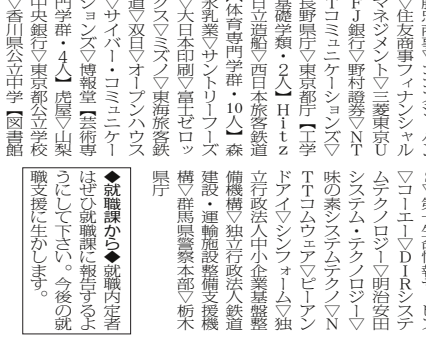 ▽住友商事フィナンシャル
マネジメント▽三菱東京U
FJ銀行▽野村證券▽NT
Tコミュニケーションズ▽
長野県庁▽東京都庁【工学
基礎学類・2人】Hitz
日立造船▽西日本旅客鉄道
【体育専門学群・10人】森
永乳業▽サントリーフーズ
▽大日本印刷▽富士ゼロッ
クス▽ミズノ▽東海旅客鉄
道▽双日▽オープンハウス
▽サイバー・コミュニケー
ションズ▽博報堂【芸術専
門学群・4人】虎屋▽山梨
中央銀行▽東京都公立学校
▽香川県公立中学【図書館
▽コーエー▽DIRシステ
ムテクノロジー▽明治安田
システム・テクノロジー▽
味の素システムテクノ▽N
TTコムウェア▽ビーアン
ドアイ▽シンフォーム▽独
立行政法人中小企業基盤整
備機構▽独立行政法人鉄道
建設・運輸施設整備支援機
構▽群馬県警察本部▽栃木
県庁
◆就職課から◆就職内定者
はぜひ就職課に報告するよ
うにして下さい。今後の就
職支援に生かします。